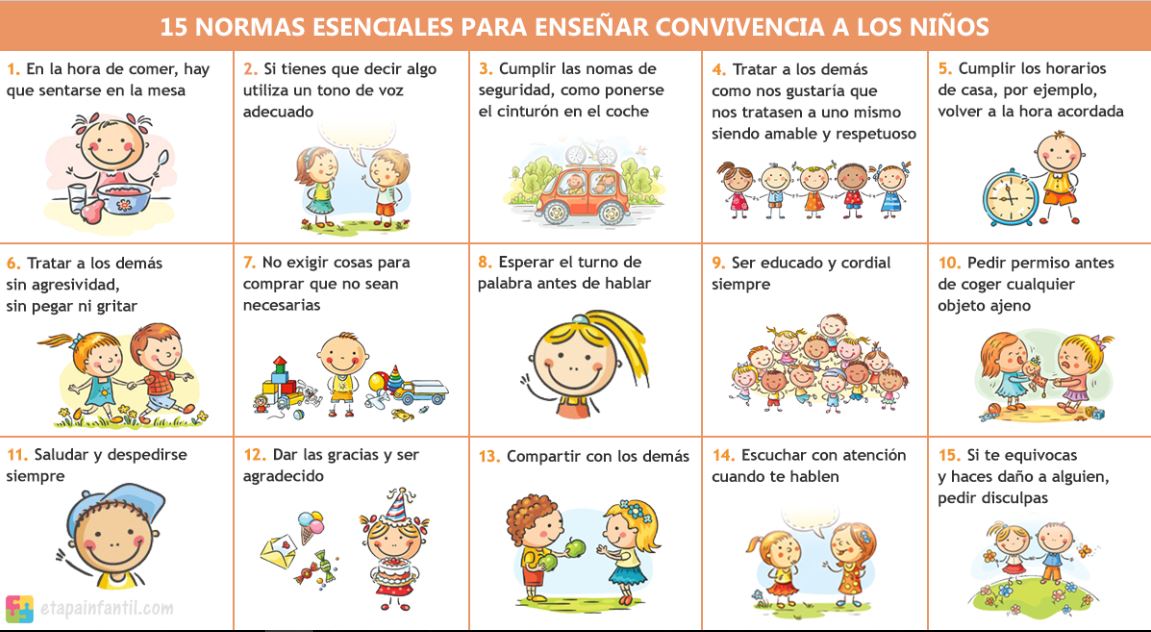 15 NORMAS ESENCIALES PARA ENSEÑAR CONVIVENCIA A LOS NIÑOS
1. En la hora de comer, hay
que sentarse en la mesa
2. Si tienes que decir algo
utiliza un tono de voz
adecuado
3. Cumplir las nomas de
seguridad, como ponerse
el cinturón en el coche
4. Tratar a los demás
como nos gustaría que
nos tratasen a uno mismo
siendo amable y respetuoso
5. Cumplir los horarios
de casa, por ejemplo,
volver a la hora acordada
6. Tratar a los demás
sin agresividad,
sin pegar ni gritar
7. No exigir cosas para
comprar que no sean
necesarias
8. Esperar el turno de
palabra antes de hablar
9. Ser educado y cordial
siempre
10. Pedir permiso antes
de coger cualquier
objeto ajeno
11. Saludar y despedirse
siempre
12. Dar las gracias y ser
agradecido
13. Compartir con los demás
14. Escuchar con atención
cuando te hablen
15. Si te equivocas
y haces daño a alguien,
pedir disculpas
etapainfantil.com